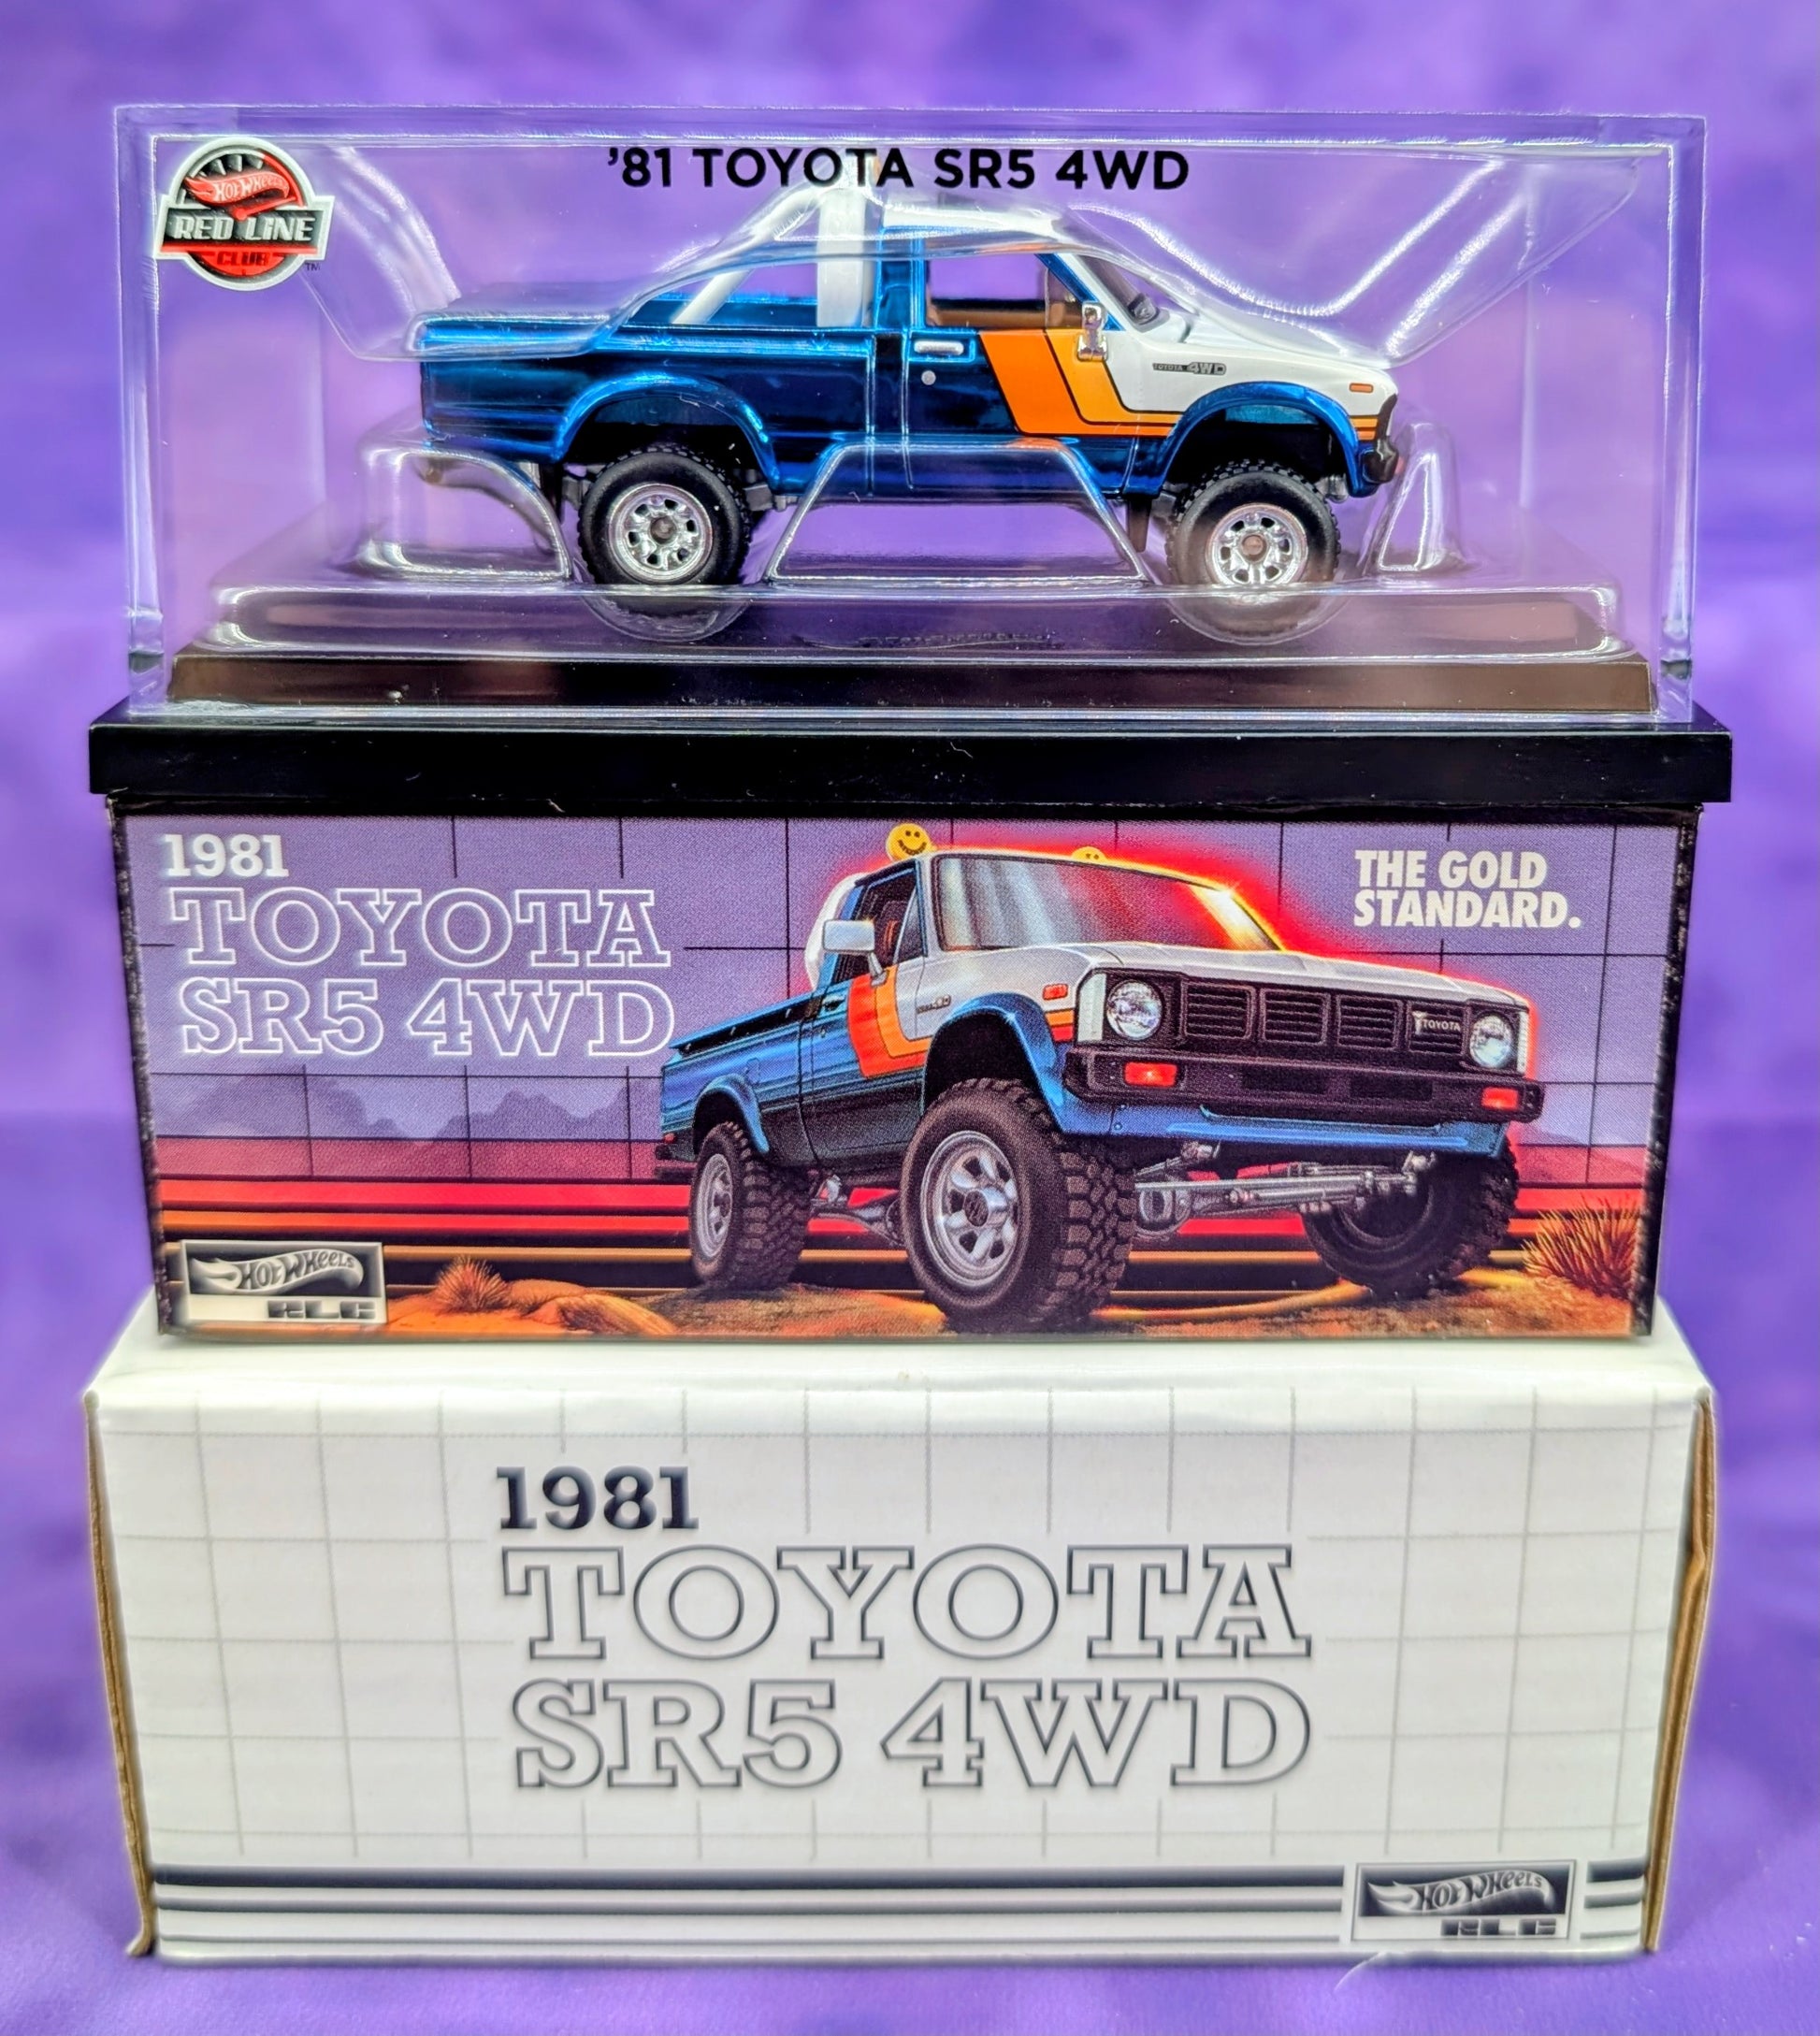 '81 TOYOTA SR5 4WD
HOT WHEELS
RED LINE
CLUB
TM
TOYOTA 4WD
1981
TOYOTA
SR5 4WD
THE GOLD
STANDARD.
TOYOTA
HOT WHEELS
RLC
1981
TOYOTA
SR5 4WD
HOT WHEELS
RLC